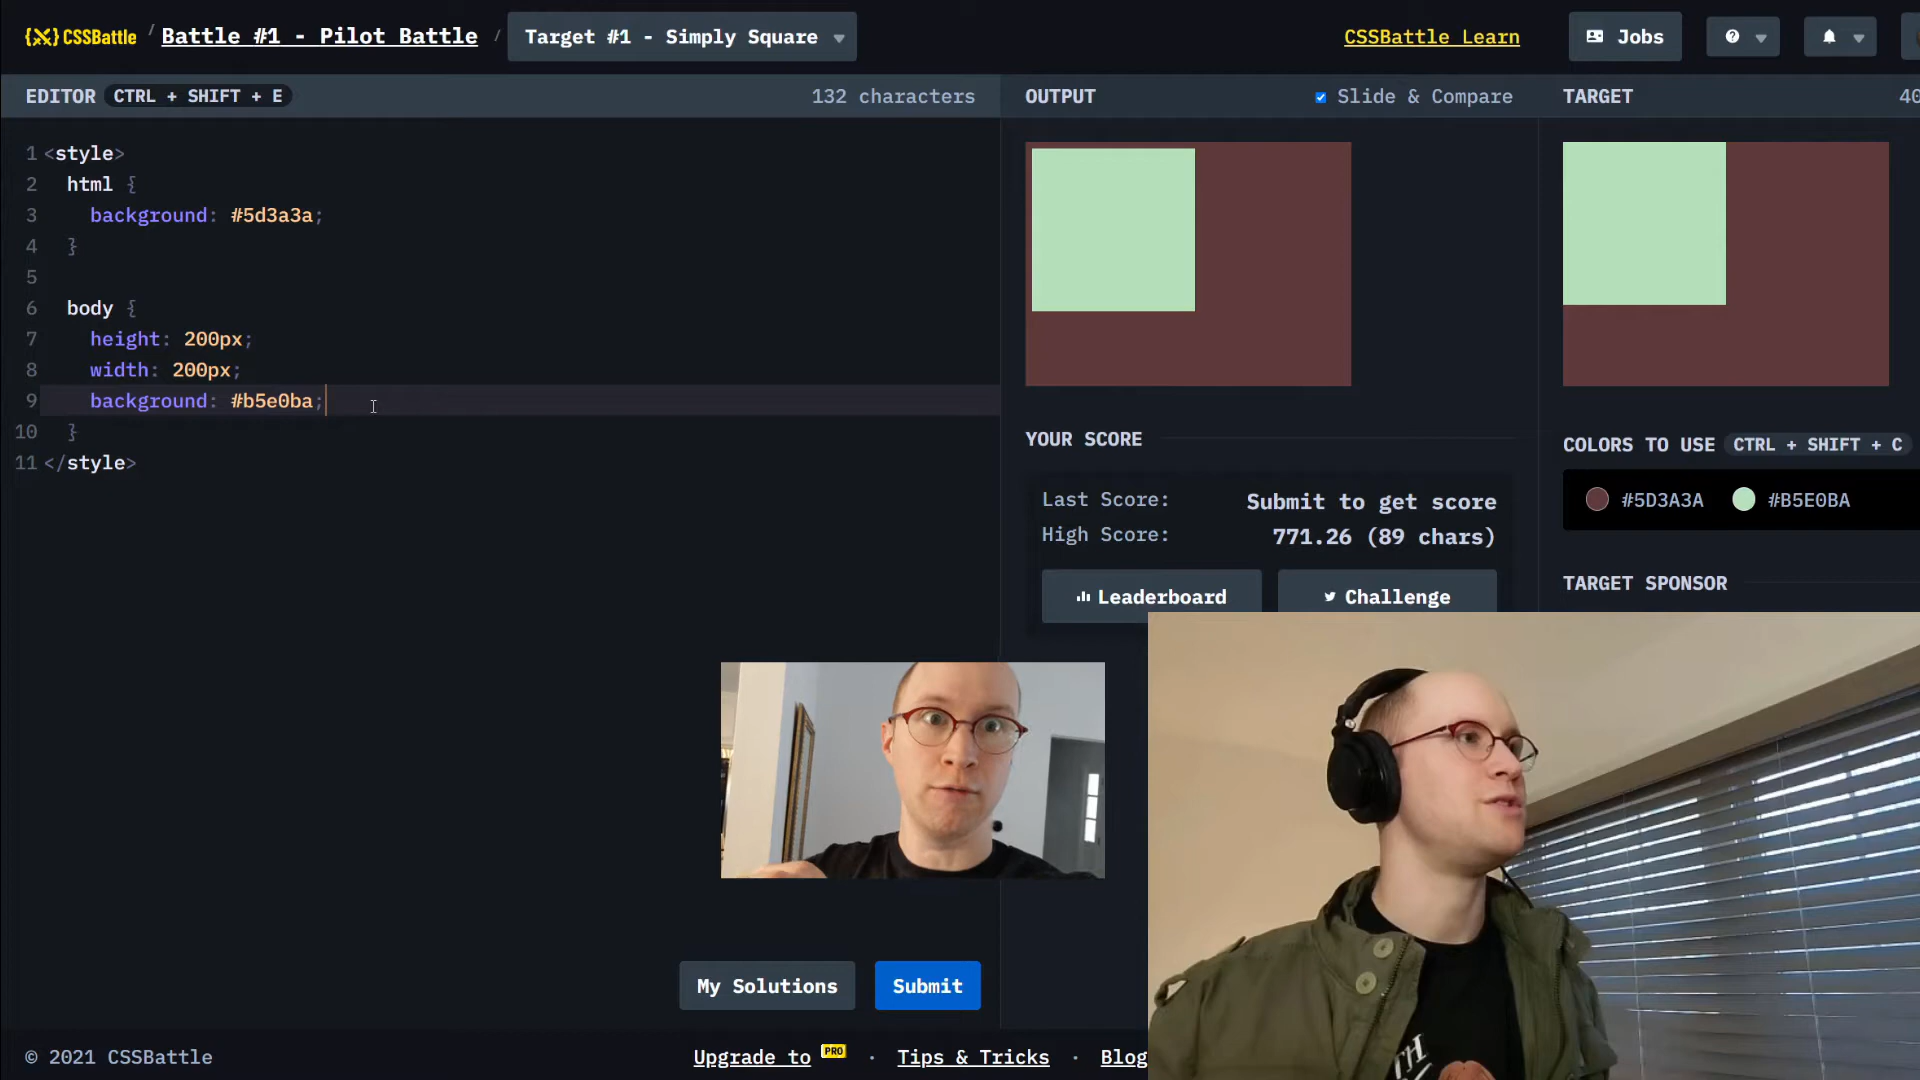 {X} CSSBattle / Battle #1 - Pilot Battle / Target #1 - Simply Square
CSSBattle Learn
Jobs
EDITOR CTRL + SHIFT + E
132 characters
OUTPUT
Slide & Compare
TARGET
40
1 <style>
2 html {
3 background: #5d3a3a;
4 }
5
6 body {
7 height: 200px;
8 width: 200px;
9 background: #b5e0ba;
10 }
11 </style>
YOUR SCORE
Last Score: Submit to get score
High Score: 771.26 (89 chars)
Leaderboard
Challenge
COLORS TO USE CTRL + SHIFT + C
#5D3A3A #B5E0BA
TARGET SPONSOR
My Solutions
Submit
© 2021 CSSBattle
Upgrade to PRO · Tips & Tricks · Blog
TH